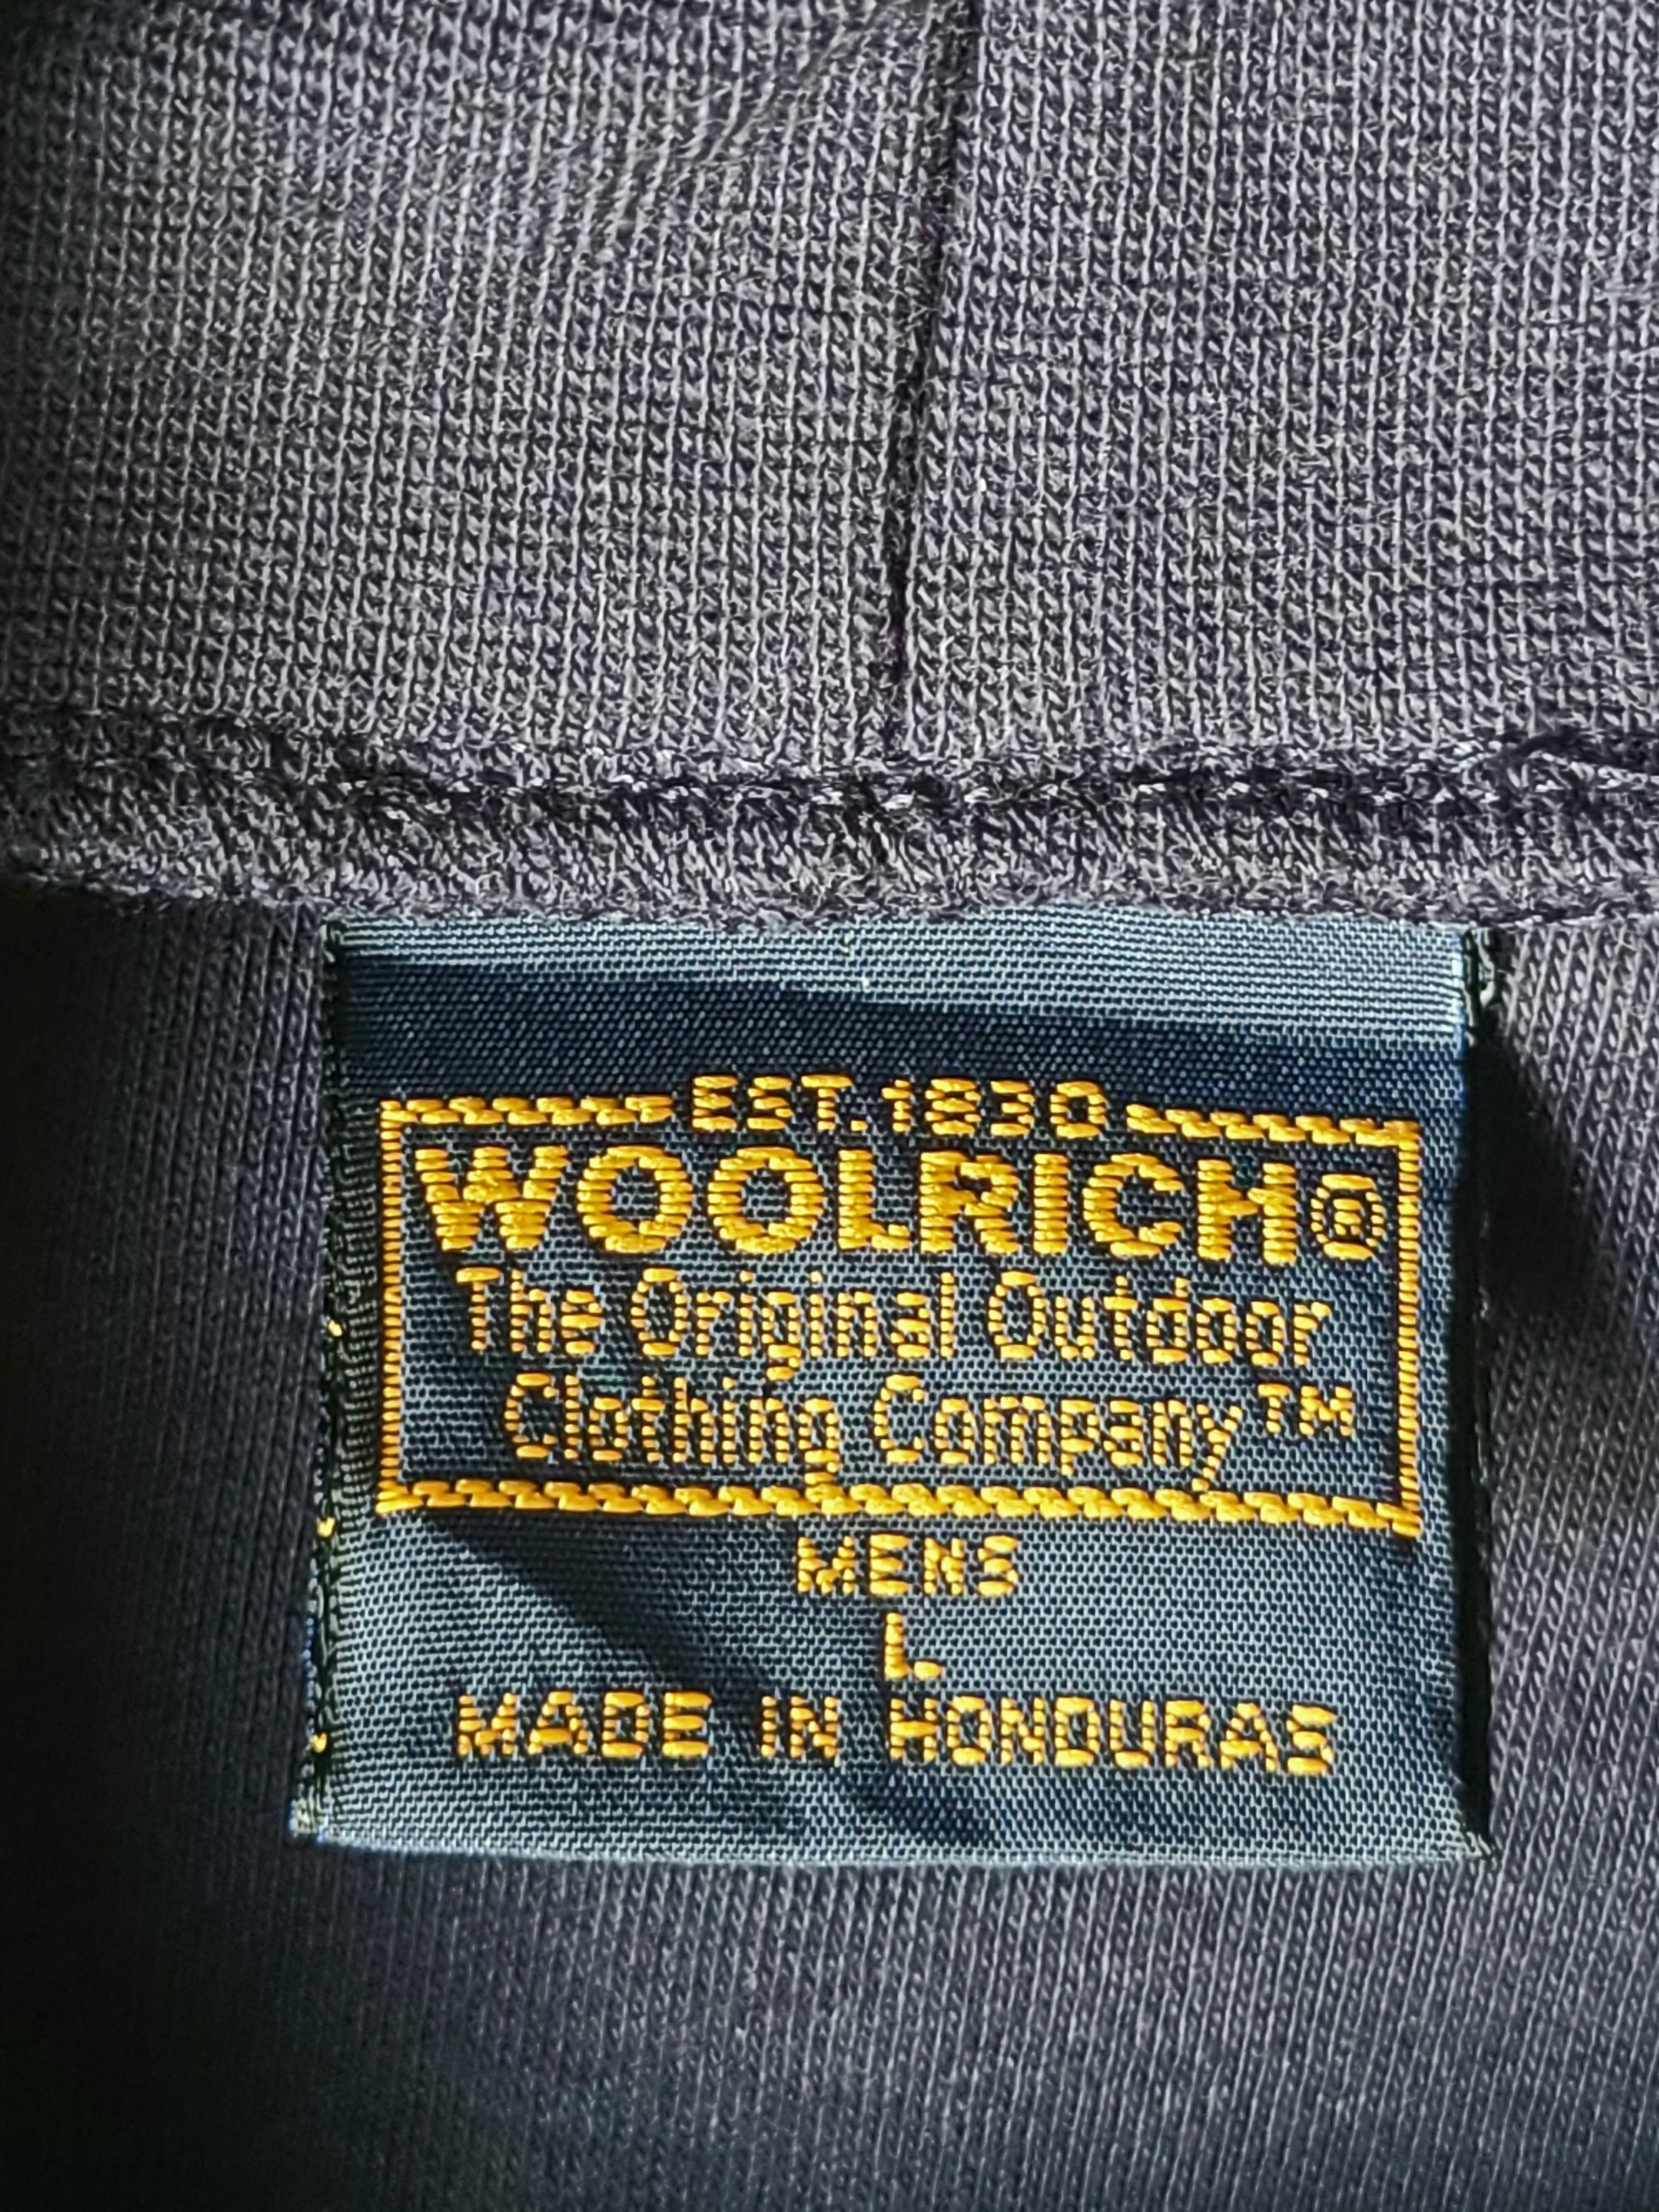 EST.1830
WOOLRICH®
The Original Outdoor
Clothing Company™
MENS
L
MADE IN HONDURAS